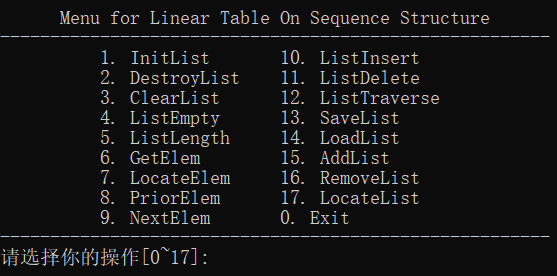 Menu for Linear Table On Sequence Structure
-------------------------------------------------------
1. InitList 10. ListInsert
2. DestroyList 11. ListDelete
3. ClearList 12. ListTraverse
4. ListEmpty 13. SaveList
5. ListLength 14. LoadList
6. GetElem 15. AddList
7. LocateElem 16. RemoveList
8. PriorElem 17. LocateList
9. NextElem 0. Exit
-------------------------------------------------------
请选择你的操作[0~17]: